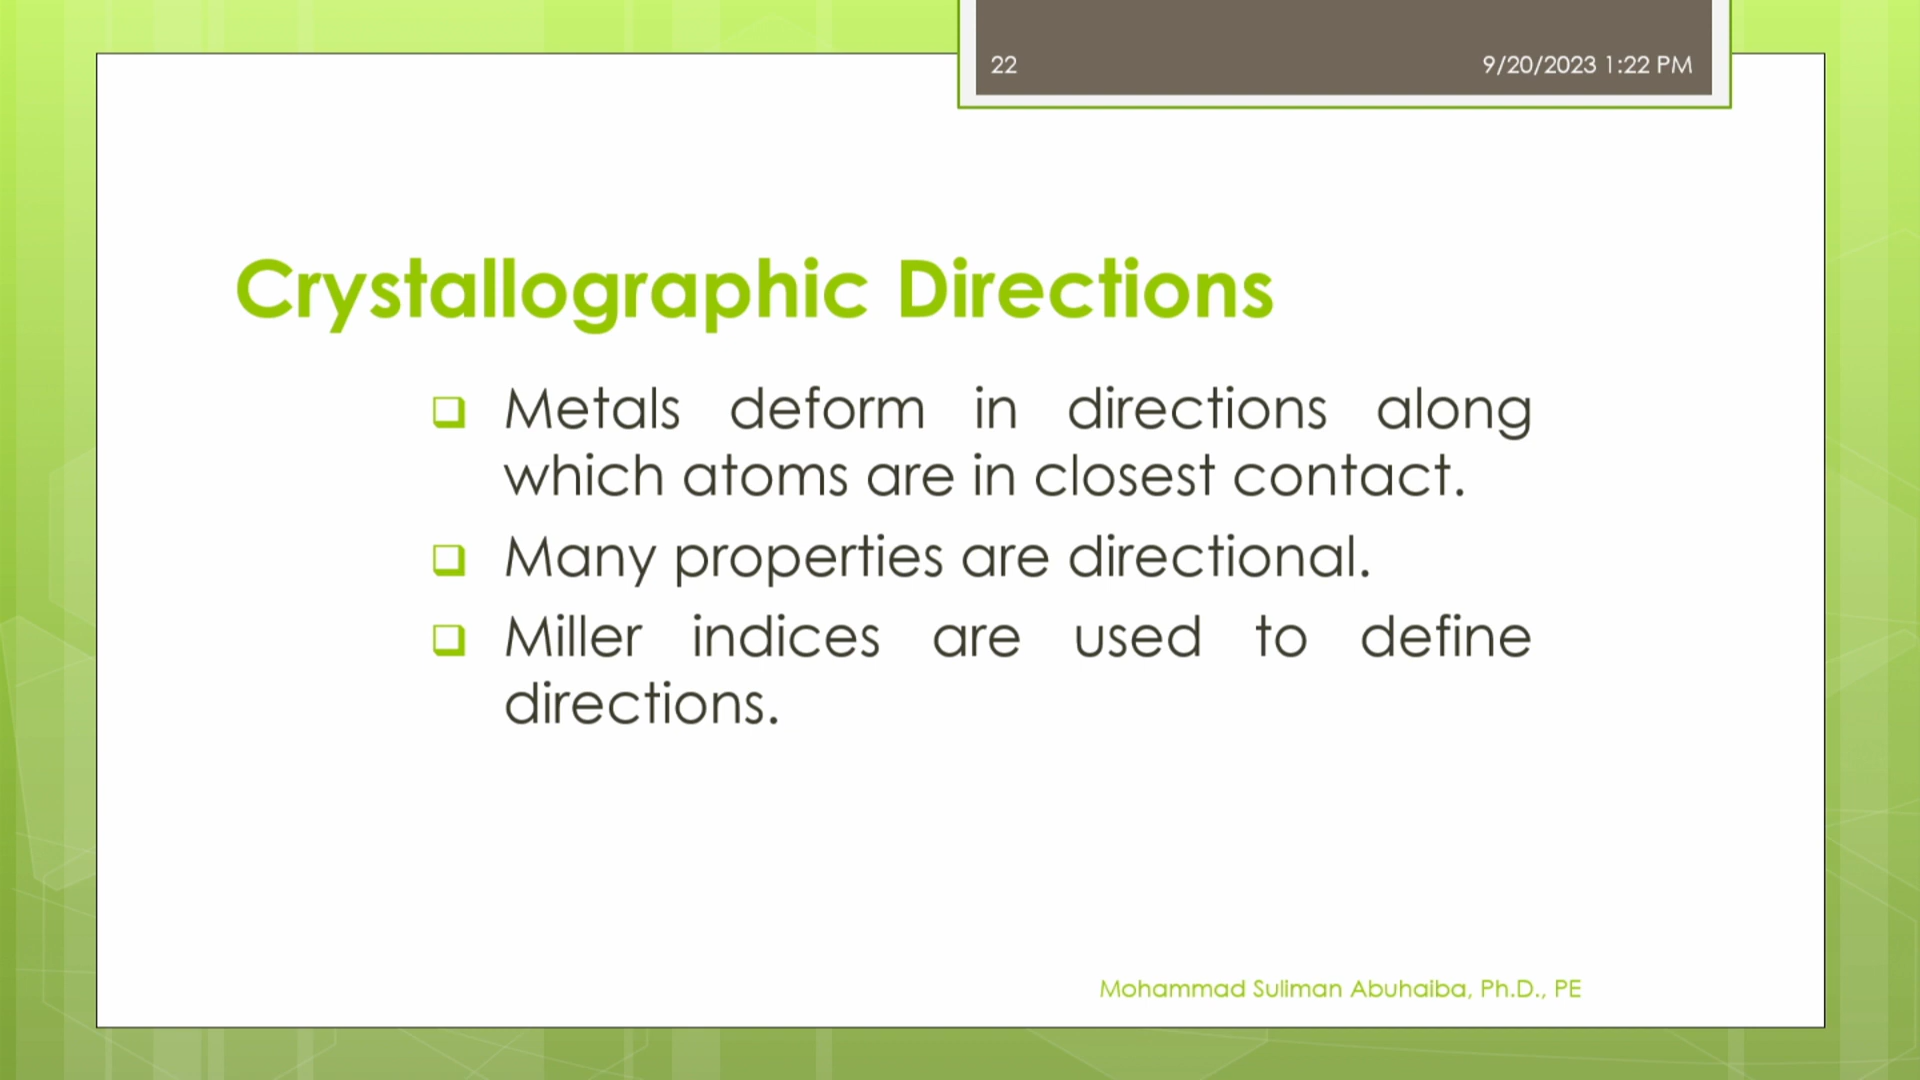 22
9/20/2023 1:22 PM
Crystallographic Directions
Metals deform in directions along
which atoms are in closest contact.
Many properties are directional.
Miller indices are used to define
directions.
Mohammad Suliman Abuhaiba, Ph.D., PE